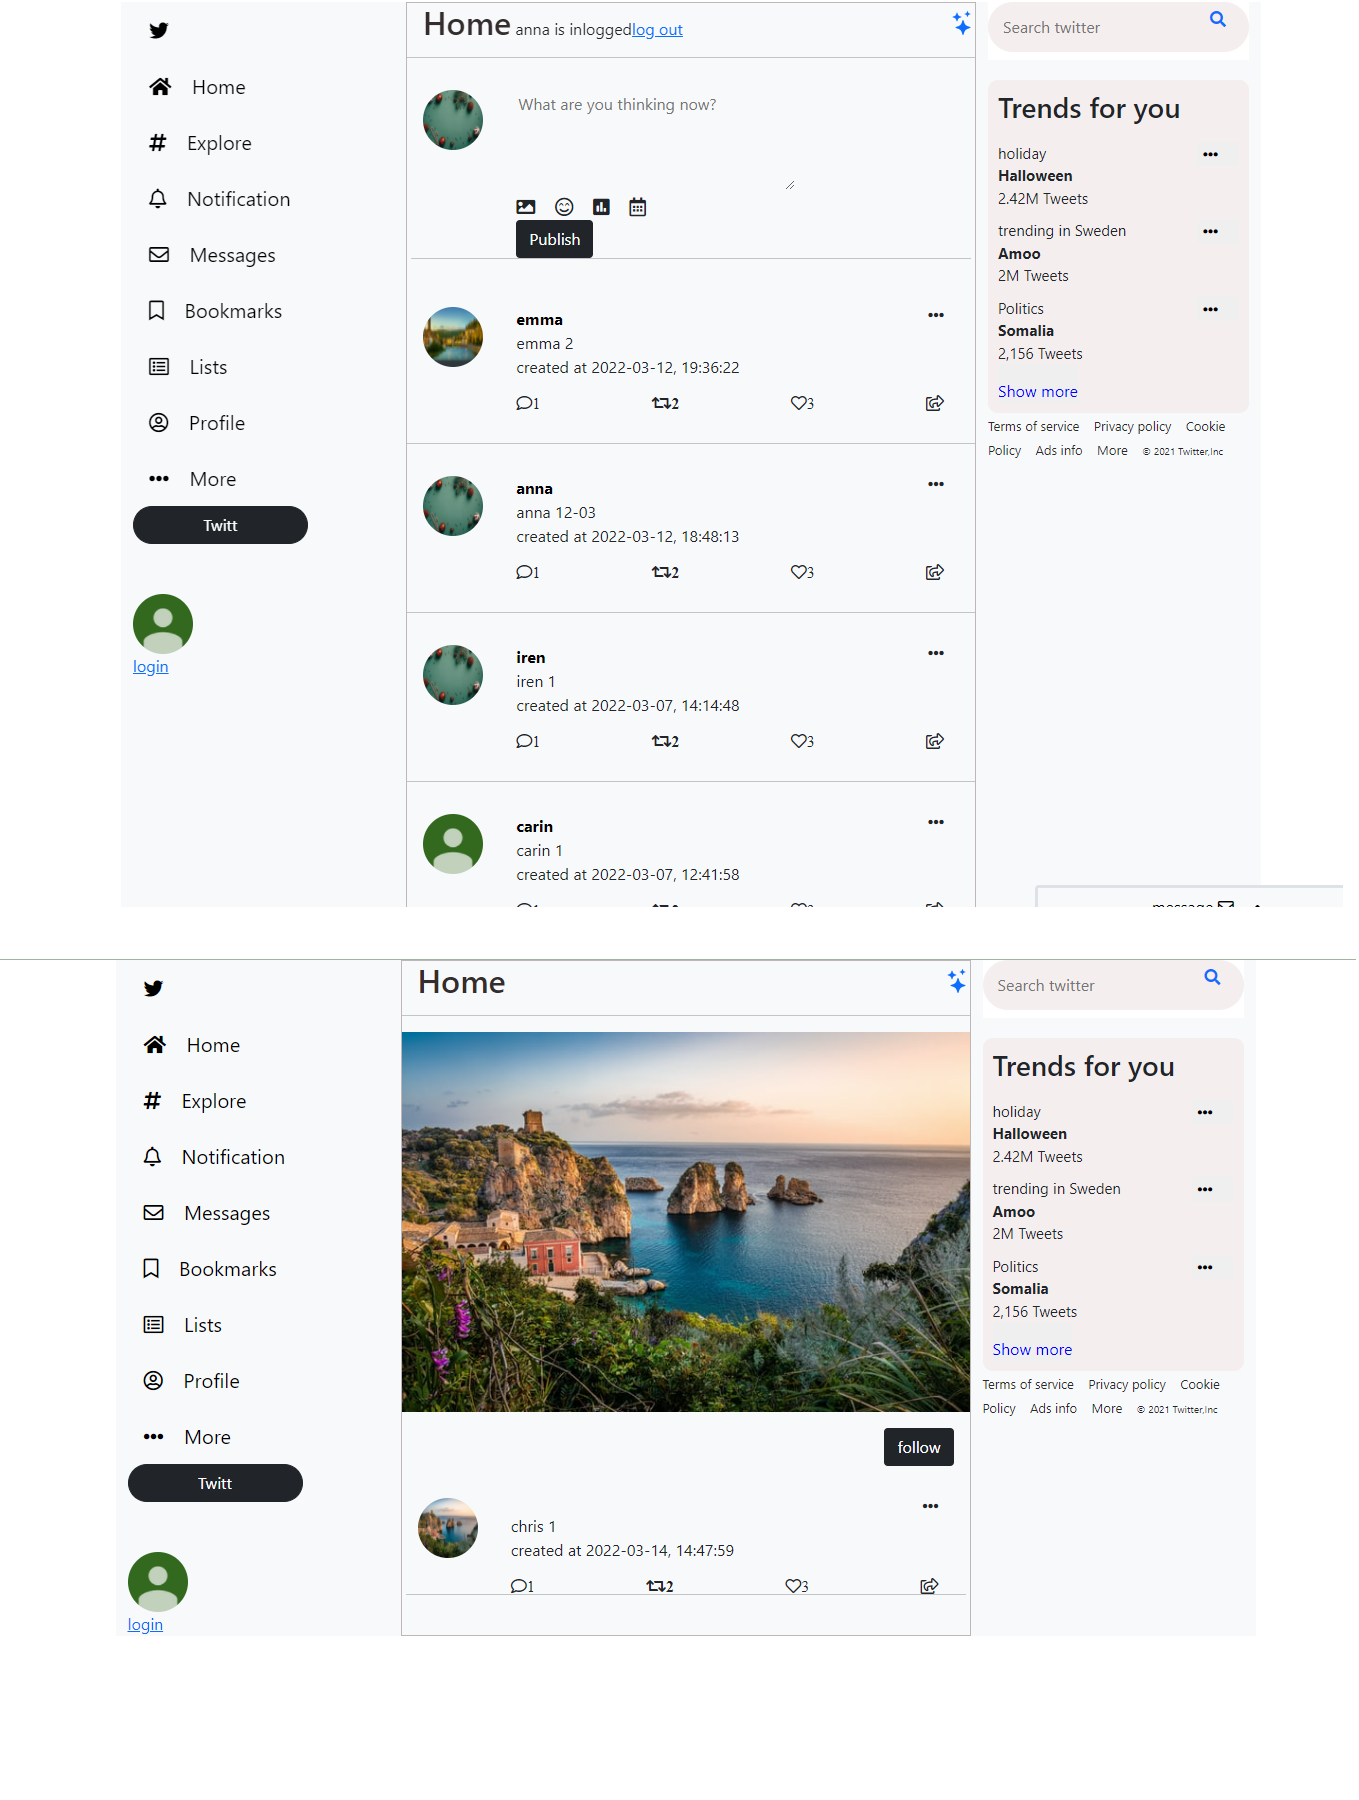 Home
Explore
Notification
Messages
Bookmarks
Lists
Profile
More
Twitt
login
Home anna is inlogged log out
What are you thinking now?
Publish
emma
emma 2
created at 2022-03-12, 19:36:22
1 2 3
anna
anna 12-03
created at 2022-03-12, 18:48:13
1 2 3
iren
iren 1
created at 2022-03-07, 14:14:48
1 2 3
carin
carin 1
created at 2022-03-07, 12:41:58
Search twitter
Trends for you
holiday
Halloween
2.42M Tweets
trending in Sweden
Amoo
2M Tweets
Politics
Somalia
2,156 Tweets
Show more
Terms of service Privacy policy Cookie
Policy Ads info More © 2021 Twitter,Inc
message
Home
Explore
Notification
Messages
Bookmarks
Lists
Profile
More
Twitt
login
Home
follow
chris 1
created at 2022-03-14, 14:47:59
1 2 3
Search twitter
Trends for you
holiday
Halloween
2.42M Tweets
trending in Sweden
Amoo
2M Tweets
Politics
Somalia
2,156 Tweets
Show more
Terms of service Privacy policy Cookie
Policy Ads info More © 2021 Twitter,Inc